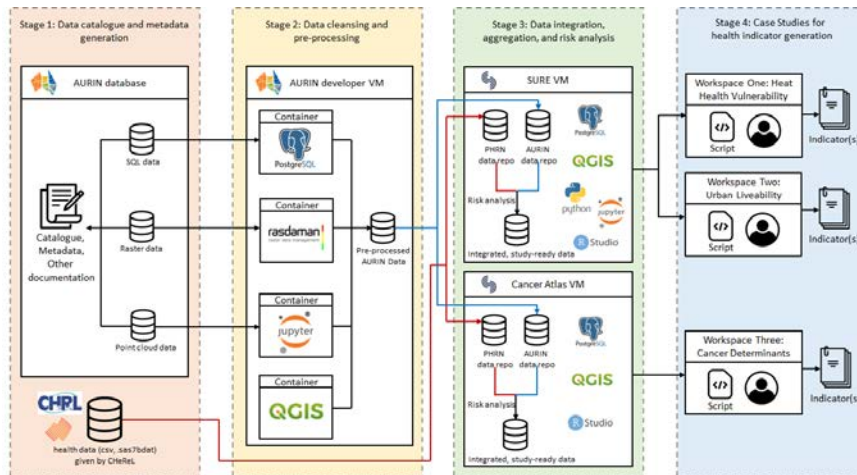 Stage 1: Data catalogue and metadata
generation
AURIN database
SQL data
Catalogue,
Metadata,
Other
documentation
Raster data
Point cloud data
CHRL
health data (csv, .sas7bdat)
given by CHeReL
Stage 2: Data cleansing and
pre-processing
AURIN developer VM
Container
PostgreSQL
Container
rasdaman
raster data management
Pre-processed
AURIN Data
Container
jupyter
Container
QGIS
Stage 3: Data integration,
aggregation, and risk analysis
SURE VM
PHRN
data repo
AURIN
data repo
PostgreSQL
QGIS
Risk analysis
python
jupyter
R Studio
Integrated, study-ready data
Cancer Atlas VM
PHRN
data repo
AURIN
data repo
PostgreSQL
QGIS
Risk analysis
R Studio
Integrated, study-ready data
Stage 4: Case Studies for
health indicator generation
Workspace One: Heat
Health Vulnerability
Script
Indicator(s)
Workspace Two:
Urban Liveability
Script
Indicator(s)
Workspace Three:
Cancer Determinants
Script
Indicator(s)